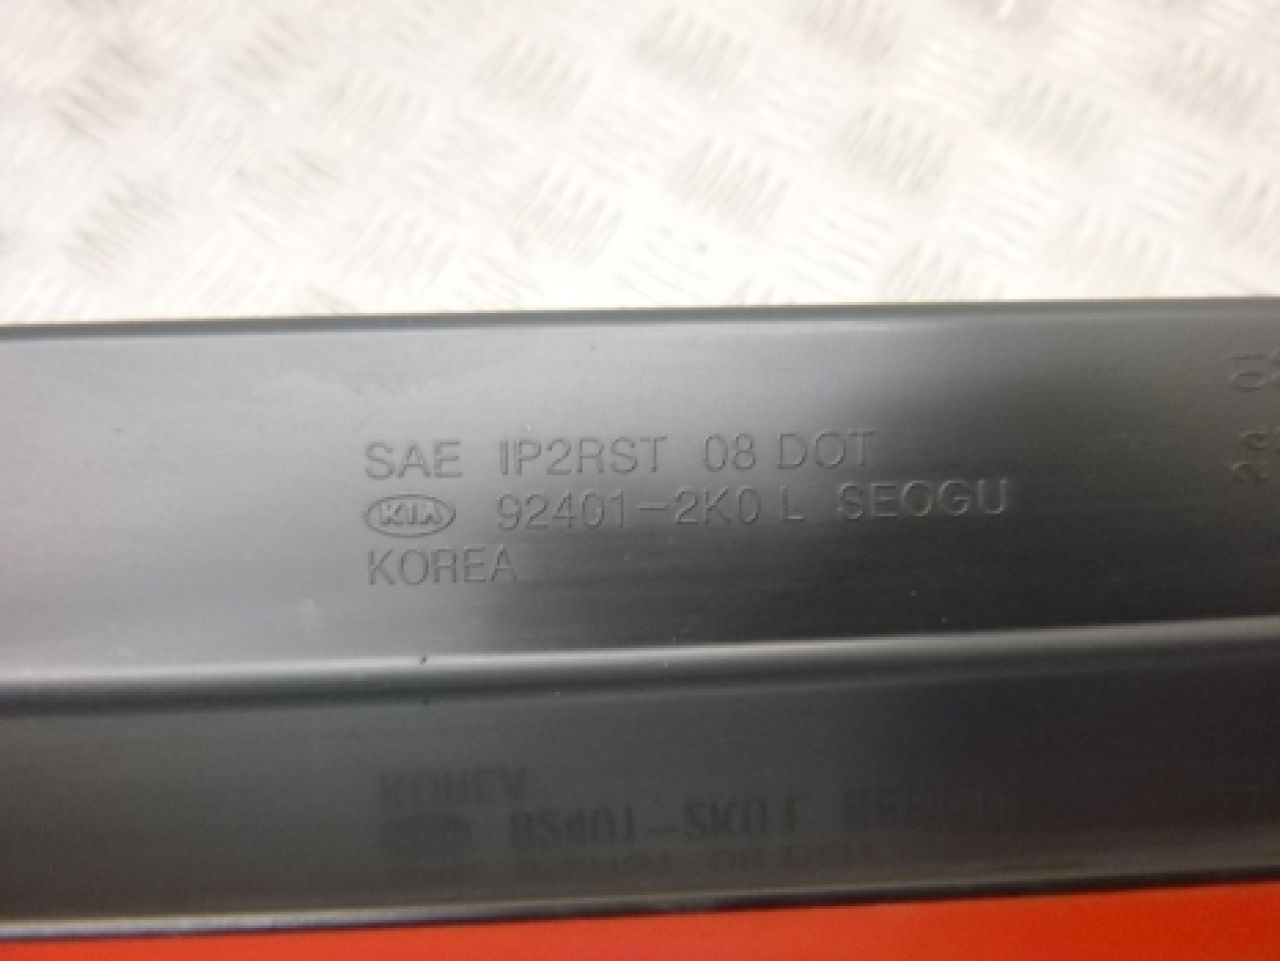 SAE IP2RST 08 DOT
KIA 92401-2K0 L SEOGU
KOREA